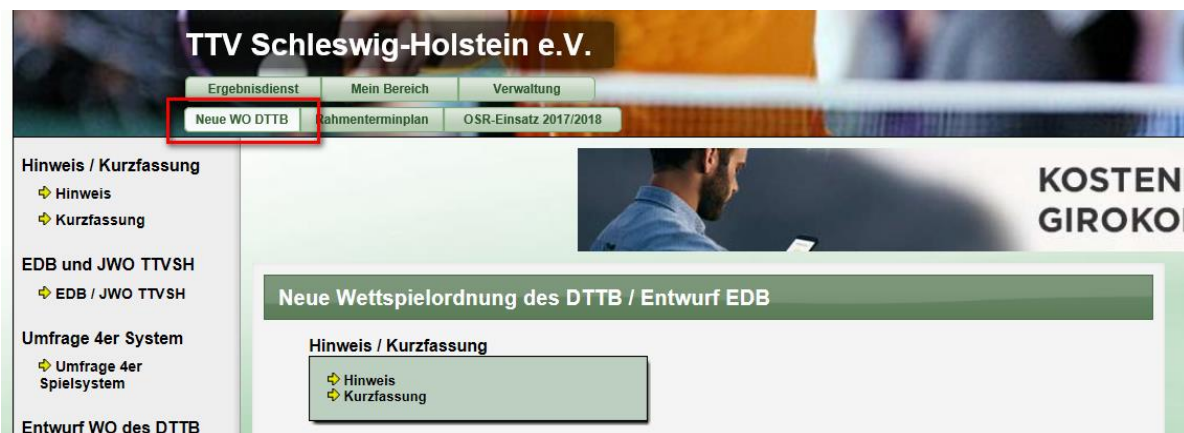 TTV Schleswig-Holstein e.V.
Ergebnisdienst Mein Bereich Verwaltung
Neue WO DTTB Rahmenterminplan OSR-Einsatz 2017/2018
Hinweis / Kurzfassung
Hinweis
Kurzfassung
EDB und JWO TTVSH
EDB / JWO TTVSH
Umfrage 4er System
Umfrage 4er
Spielsystem
Entwurf WO des DTTB
KOSTEN
GIROKO
Neue Wettspielordnung des DTTB / Entwurf EDB
Hinweis / Kurzfassung
Hinweis
Kurzfassung